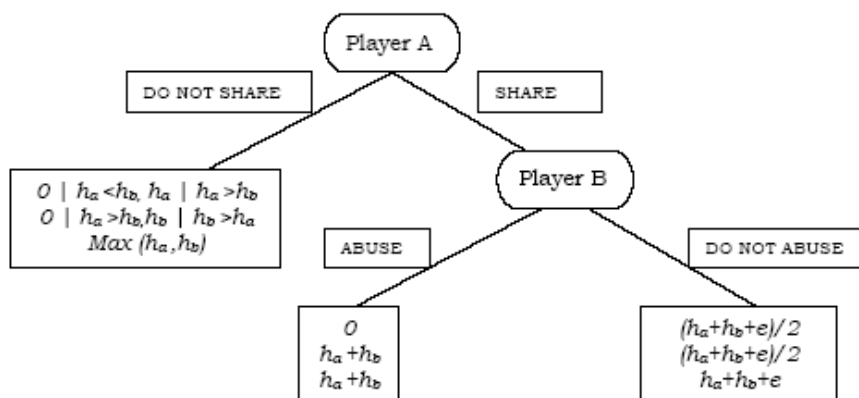 Player A
DO NOT SHARE
SHARE
0 | hₐ<h_b, hₐ | hₐ>h_b
0 | hₐ>h_b,h_b | h_b>hₐ
Max (hₐ,h_b)
Player B
ABUSE
DO NOT ABUSE
0
hₐ+h_b
hₐ+h_b
(hₐ+h_b+e)/2
(hₐ+h_b+e)/2
hₐ+h_b+e